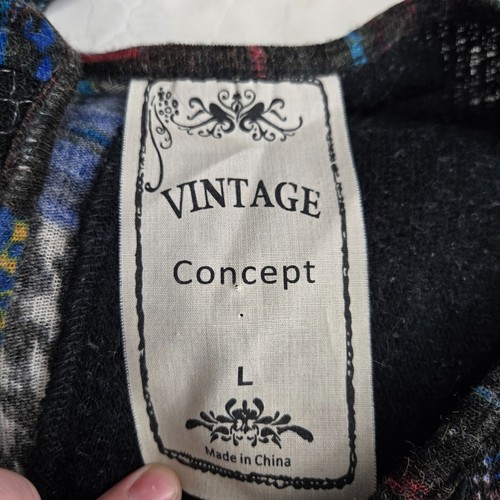 VINTAGE
Concept
L
Made in China